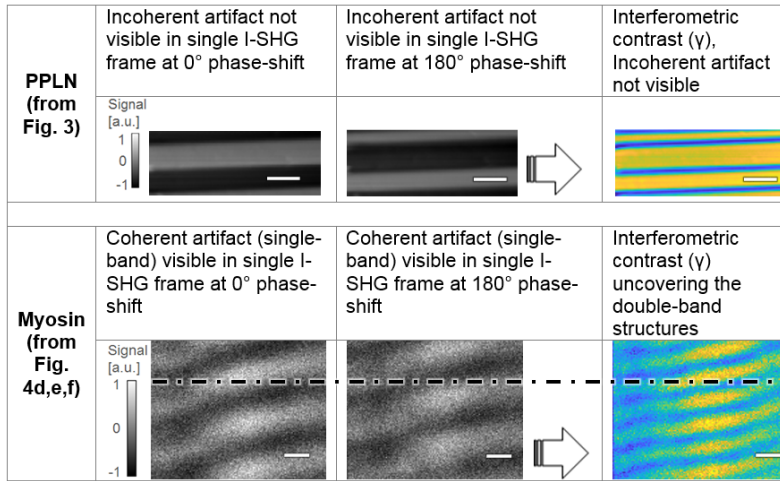 PPLN
(from
Fig. 3)
Incoherent artifact not
visible in single I-SHG
frame at 0° phase-shift
Incoherent artifact not
visible in single I-SHG
frame at 180° phase-shift
Interferometric
contrast (γ),
Incoherent artifact
not visible
Signal
[a.u.]
1
0
-1
Myosin
(from
Fig.
4d,e,f)
Coherent artifact (single-
band) visible in single I-
SHG frame at 0° phase-
shift
Coherent artifact (single-
band) visible in single I-
SHG frame at 180° phase-
shift
Interferometric
contrast (γ)
uncovering the
double-band
structures
Signal
[a.u.]
1
0
-1